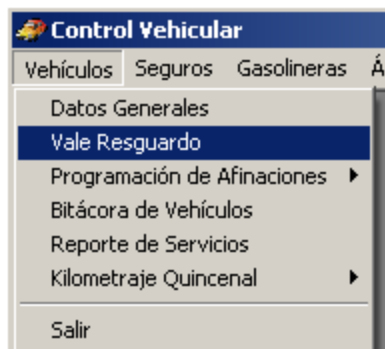 Control Vehicular
Vehículos Seguros Gasolineras Á
Datos Generales
Vale Resguardo
Programación de Afinaciones
Bitácora de Vehículos
Reporte de Servicios
Kilometraje Quincenal
Salir